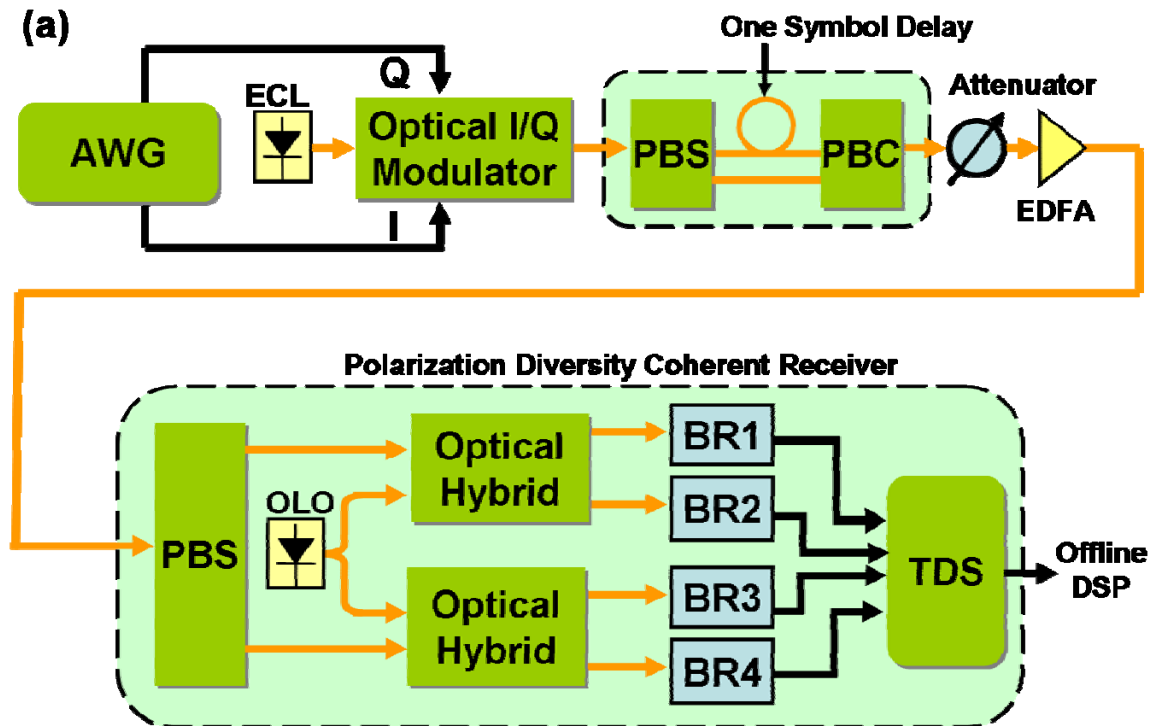 (a)
One Symbol Delay
Q
ECL
Attenuator
AWG
Optical I/Q
Modulator
PBS
PBC
EDFA
I
Polarization Diversity Coherent Receiver
Optical
Hybrid
BR1
OLO
BR2
PBS
TDS
Offline
DSP
Optical
Hybrid
BR3
BR4